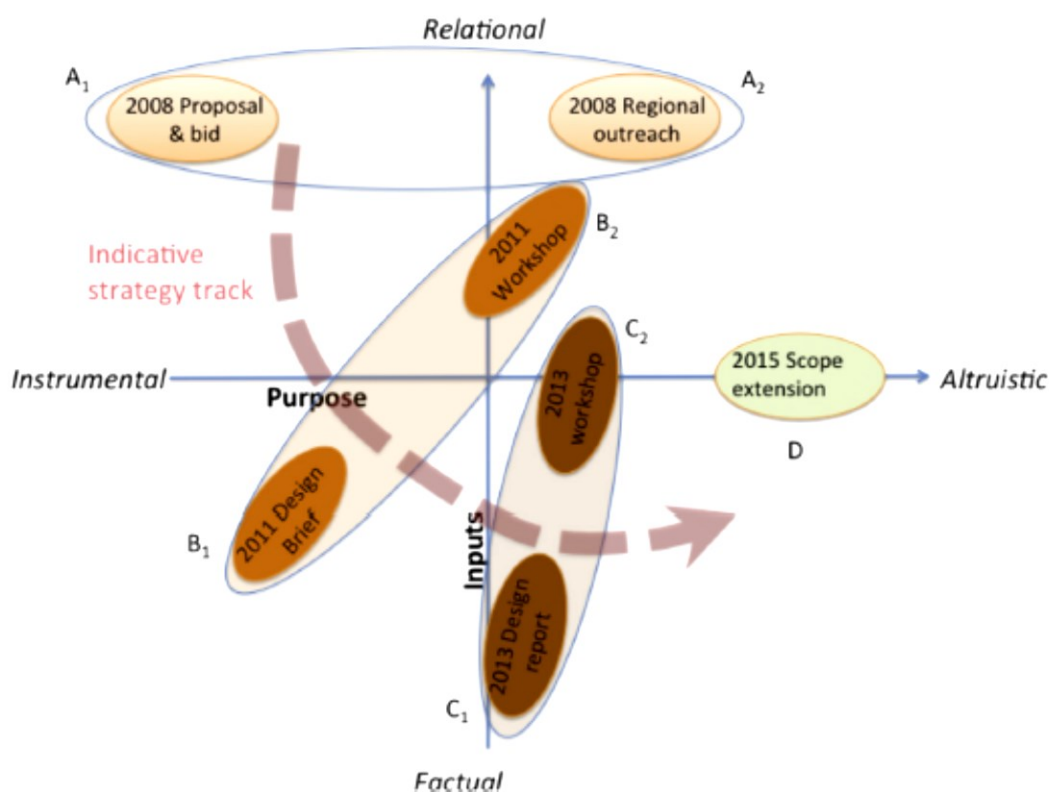 Relational
A₁
2008 Proposal
& bid
2008 Regional
outreach
A₂
Indicative
strategy track
2011
Workshop
B₂
C₂
Instrumental
Purpose
2013
workshop
2015 Scope
extension
Altruistic
D
2011 Design
Brief
B₁
Inputs
2013 Design
report
C₁
Factual